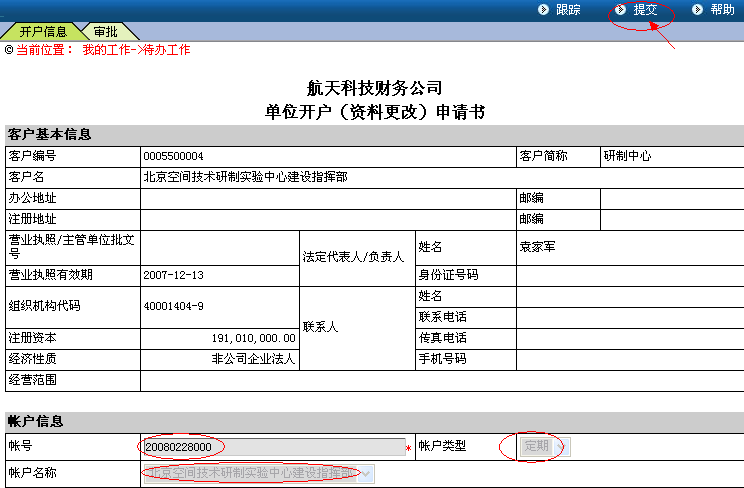 跟踪 提交 帮助
开户信息 审批
当前位置： 我的工作->待办工作
航天科技财务公司
单位开户（资料更改）申请书
客户基本信息
客户编号 0005500004 客户简称 研制中心
客户名 北京空间技术研制实验中心建设指挥部
办公地址 邮编
注册地址 邮编
营业执照/主管单位批文号 法定代表人/负责人 姓名 袁家军
营业执照有效期 2007-12-13 身份证号码
组织机构代码 40001404-9 联系人 姓名
联系电话
注册资本 191,010,000.00 传真电话
经济性质 非公司企业法人 手机号码
经营范围
帐户信息
帐号 20080228000 * 帐户类型 定期
帐户名称 北京空间技术研制实验中心建设指挥部